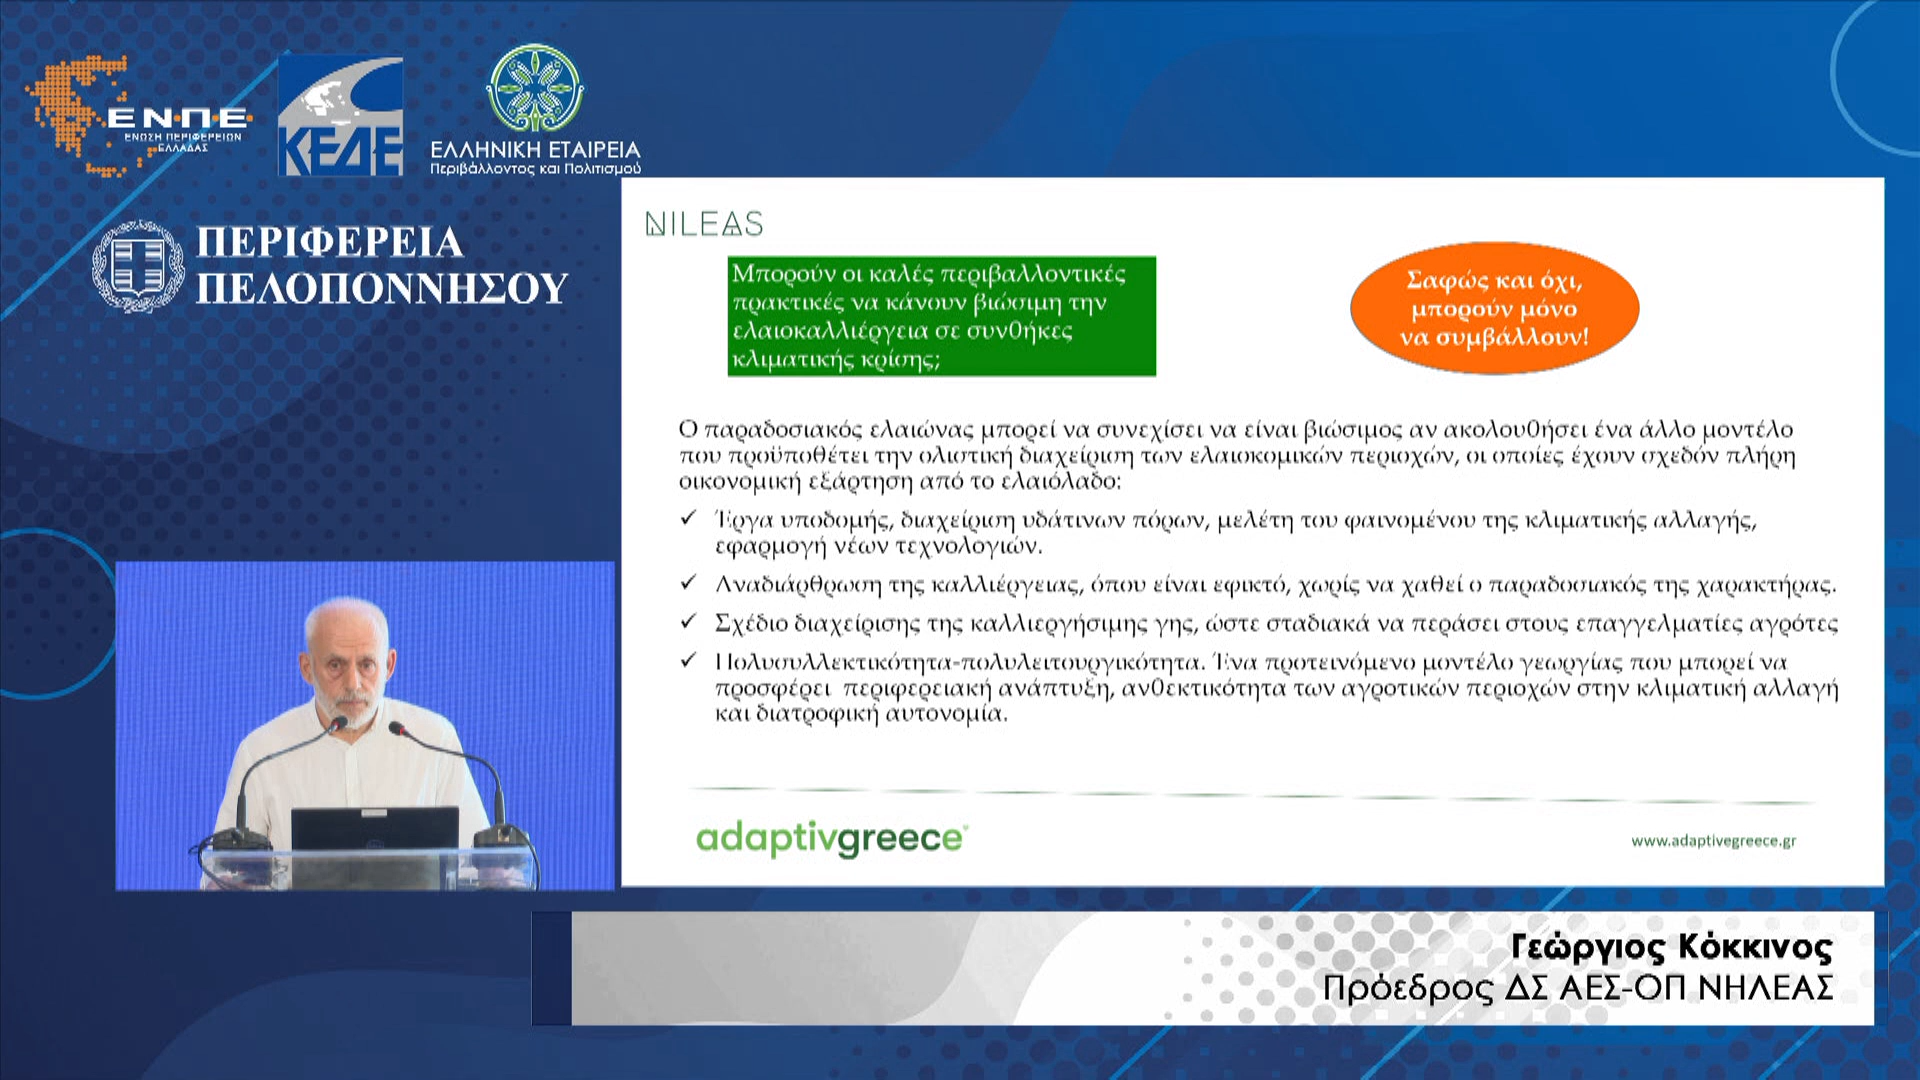 ΕΝΠΕ
ΕΝΩΣΗ ΠΕΡΙΦΕΡΕΙΩΝ
ΕΛΛΑΔΑΣ
ΚΕΔΕ
ΕΛΛΗΝΙΚΗ ΕΤΑΙΡΕΙΑ
Περιβάλλοντος και Πολιτισμού
ΠΕΡΙΦΕΡΕΙΑ
ΠΕΛΟΠΟΝΝΗΣΟΥ
NILEAS
Μπορούν οι καλές περιβαλλοντικές
πρακτικές να κάνουν βιώσιμη την
ελαιοκαλλιέργεια σε συνθήκες
κλιματικής κρίσης;
Σαφώς και όχι,
μπορούν μόνο
να συμβάλλουν!
Ο παραδοσιακός ελαιώνας μπορεί να συνεχίσει να είναι βιώσιμος αν ακολουθήσει ένα άλλο μοντέλο
που προϋποθέτει την ολιστική διαχείριση των ελαιοκομικών περιοχών, οι οποίες έχουν σχεδόν πλήρη
οικονομική εξάρτηση από το ελαιόλαδο:
✓ Έργα υποδομής, διαχείριση υδάτινων πόρων, μελέτη του φαινομένου της κλιματικής αλλαγής,
εφαρμογή νέων τεχνολογιών.
✓ Αναδιάρθρωση της καλλιέργειας, όπου είναι εφικτό, χωρίς να χαθεί ο παραδοσιακός της χαρακτήρας.
✓ Σχέδιο διαχείρισης της καλλιεργήσιμης γης, ώστε σταδιακά να περάσει στους επαγγελματίες αγρότες
✓ Πολυσυλλεκτικότητα-πολυλειτουργικότητα. Ένα προτεινόμενο μοντέλο γεωργίας που μπορεί να
προσφέρει περιφερειακή ανάπτυξη, ανθεκτικότητα των αγροτικών περιοχών στην κλιματική αλλαγή
και διατροφική αυτονομία.
adaptivgreece®
www.adaptivegreece.gr
Γεώργιος Κόκκινος
Πρόεδρος ΔΣ ΑΕΣ-ΟΠ ΝΗΛΕΑΣ